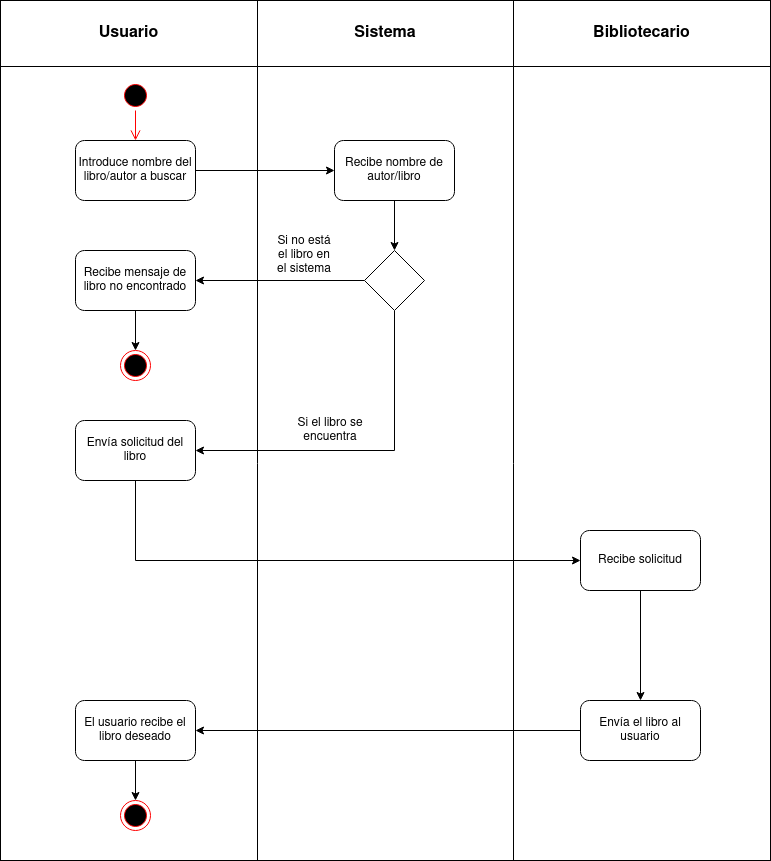 Usuario
Sistema
Bibliotecario
Introduce nombre del
libro/autor a buscar
Recibe nombre de
autor/libro
Si no está
el libro en
el sistema
Recibe mensaje de
libro no encontrado
Si el libro se
encuentra
Envía solicitud del
libro
Recibe solicitud
Envía el libro al
usuario
El usuario recibe el
libro deseado